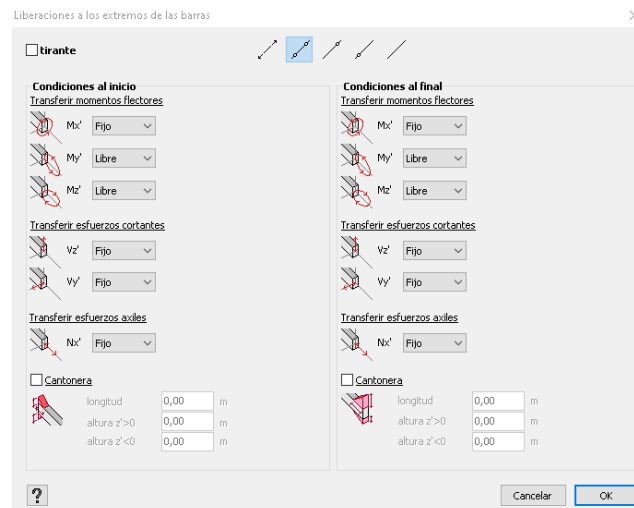 Liberaciones a los extremos de las barras
tirante
Condiciones al inicio
Transferir momentos flectores
Mx' Fijo
My' Libre
Mz' Libre
Transferir esfuerzos cortantes
Vz' Fijo
Vy' Fijo
Transferir esfuerzos axiles
Nx' Fijo
Cantonera
longitud 0,00 m
altura z'>0 0,00 m
altura z'<0 0,00 m
Condiciones al final
Transferir momentos flectores
Mx' Fijo
My' Libre
Mz' Libre
Transferir esfuerzos cortantes
Vz' Fijo
Vy' Fijo
Transferir esfuerzos axiles
Nx' Fijo
Cantonera
longitud 0,00 m
altura z'>0 0,00 m
altura z'<0 0,00 m
? Cancelar OK